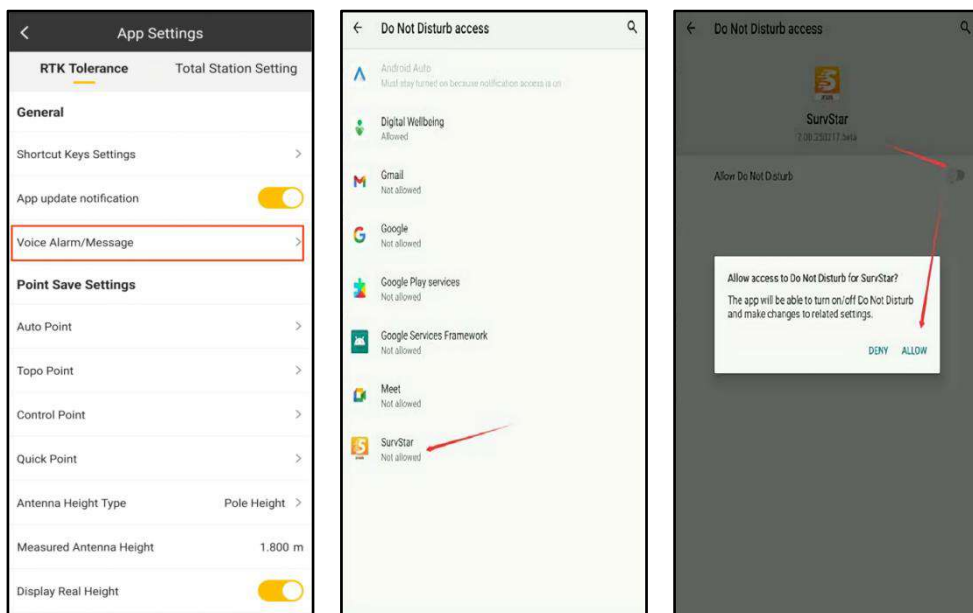 App Settings
RTK Tolerance Total Station Setting
General
Shortcut Keys Settings
App update notification
Voice Alarm/Message
Point Save Settings
Auto Point
Topo Point
Control Point
Quick Point
Antenna Height Type Pole Height
Measured Antenna Height 1.800 m
Display Real Height
Do Not Disturb access
Android Auto
Must stay turned on because notification access is on
Digital Wellbeing
Allowed
Gmail
Not allowed
Google
Not allowed
Google Play services
Not allowed
Google Services Framework
Not allowed
Meet
Not allowed
SurvStar
Not allowed
Do Not Disturb access
SurvStar
Allow Do Not Disturb
Allow access to Do Not Disturb for SurvStar?
The app will be able to turn on/off Do Not Disturb
and make changes to related settings.
DENY ALLOW